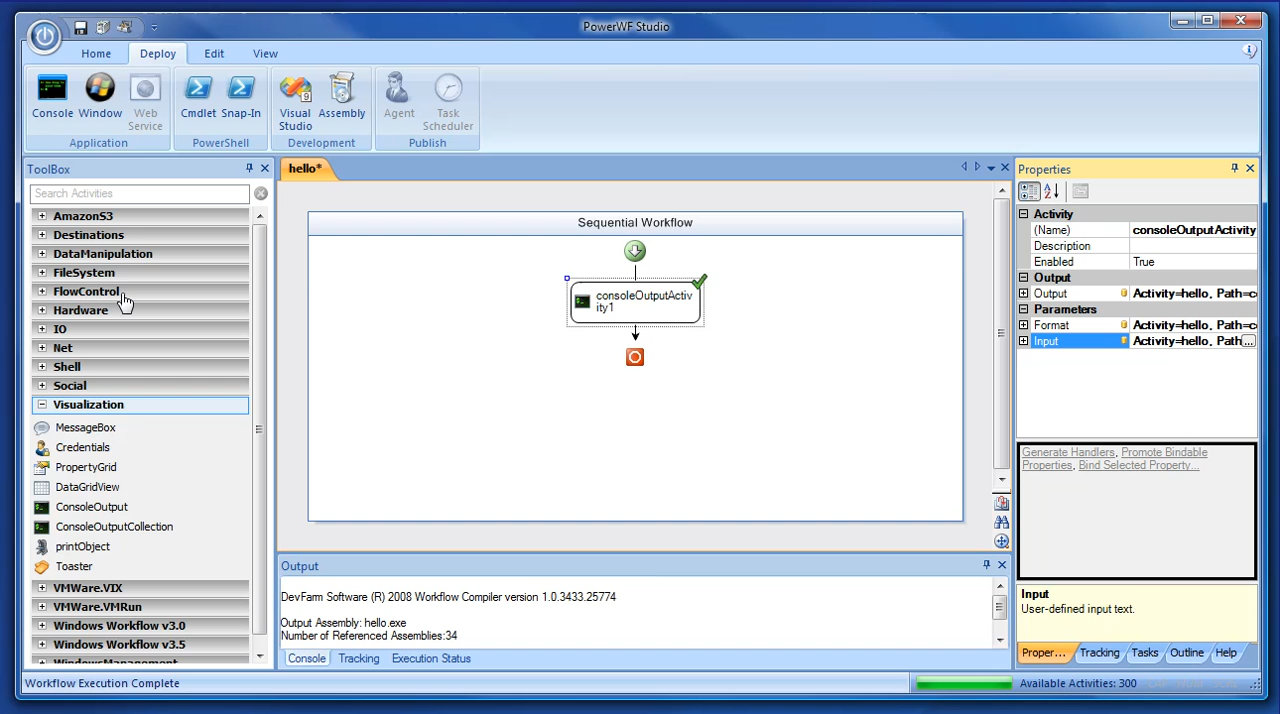 PowerWF Studio
Home Deploy Edit View
Console Window Web Service
Application
Cmdlet Snap-In
PowerShell
Visual Studio Assembly
Development
Agent Task Scheduler
Publish
ToolBox
Search Activities
AmazonS3
Destinations
DataManipulation
FileSystem
FlowControl
Hardware
IO
Net
Shell
Social
Visualization
MessageBox
Credentials
PropertyGrid
DataGridView
ConsoleOutput
ConsoleOutputCollection
printObject
Toaster
VMWare.VIX
VMWare.VMRun
Windows Workflow v3.0
Windows Workflow v3.5
WindowsManagement
hello*
Sequential Workflow
consoleOutputActiv
ity1
Output
DevFarm Software (R) 2008 Workflow Compiler version 1.0.3433.25774
Output Assembly: hello.exe
Number of Referenced Assemblies:34
Console Tracking Execution Status
Properties
Activity
(Name) consoleOutputActivity
Description
Enabled True
Output
Output Activity=hello, Path=c
Parameters
Format Activity=hello, Path=c
Input Activity=hello, Path ...
Generate Handlers, Promote Bindable
Properties, Bind Selected Property...
Input
User-defined input text.
Proper... Tracking Tasks Outline Help
Workflow Execution Complete
Available Activities: 300